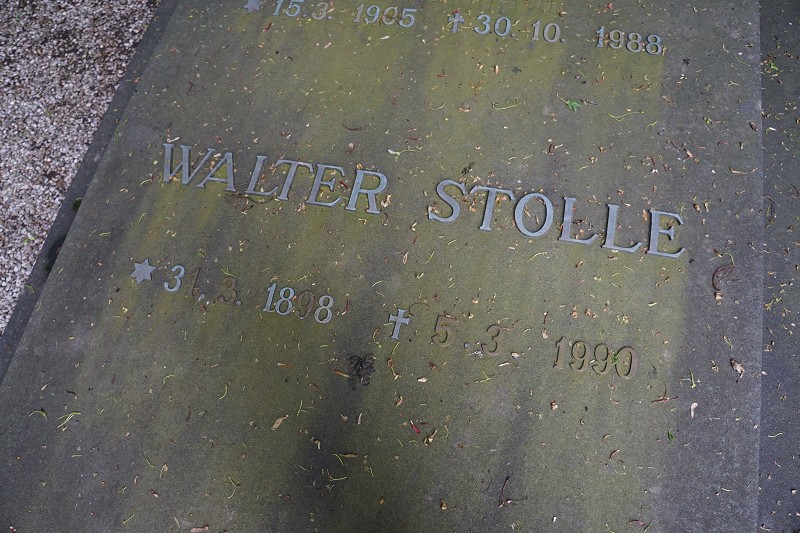 * 15. 3. 1905 † 30. 10. 1988
WALTER STOLLE
* 31. 3. 1898 † 5. 3. 1990